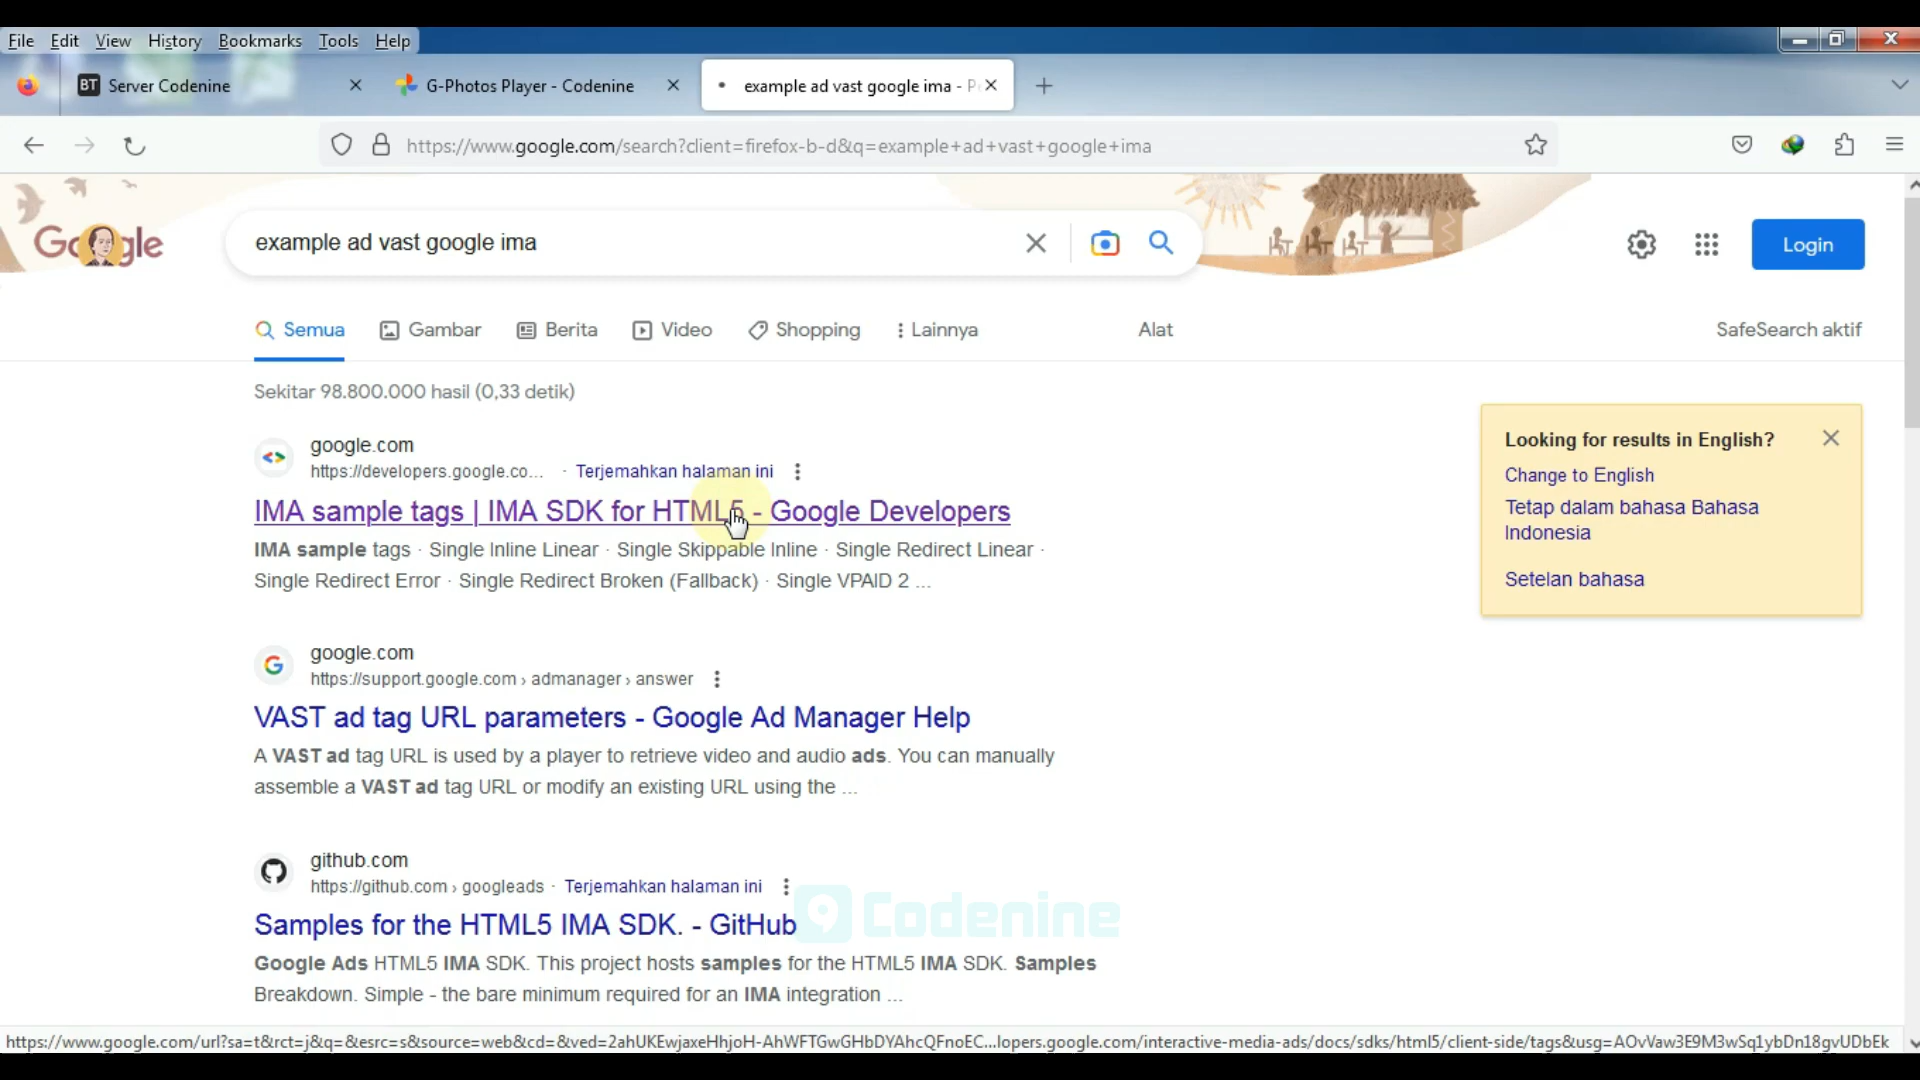 File Edit View History Bookmarks Tools Help
BT Server Codenine
G-Photos Player - Codenine
example ad vast google ima - P
https://www.google.com/search?client=firefox-b-d&q=example+ad+vast+google+ima
Google
example ad vast google ima
Login
Semua Gambar Berita Video Shopping Lainnya Alat SafeSearch aktif
Sekitar 98.800.000 hasil (0,33 detik)
google.com
https://developers.google.co... · Terjemahkan halaman ini
IMA sample tags | IMA SDK for HTML5 - Google Developers
IMA sample tags · Single Inline Linear · Single Skippable Inline · Single Redirect Linear ·
Single Redirect Error · Single Redirect Broken (Fallback) · Single VPAID 2 ...
google.com
https://support.google.com › admanager › answer
VAST ad tag URL parameters - Google Ad Manager Help
A VAST ad tag URL is used by a player to retrieve video and audio ads. You can manually
assemble a VAST ad tag URL or modify an existing URL using the ...
github.com
https://github.com › googleads · Terjemahkan halaman ini
Samples for the HTML5 IMA SDK. - GitHub
Google Ads HTML5 IMA SDK. This project hosts samples for the HTML5 IMA SDK. Samples
Breakdown. Simple - the bare minimum required for an IMA integration ...
Looking for results in English?
Change to English
Tetap dalam bahasa Bahasa
Indonesia
Setelan bahasa
Codenine
https://www.google.com/url?sa=t&rct=j&q=&esrc=s&source=web&cd=&ved=2ahUKEwjaxeHhjoH-AhWFTGwGHbDYAhcQFnoEC...lopers.google.com/interactive-media-ads/docs/sdks/html5/client-side/tags&usg=AOvVaw3E9M3wSq1ybDn18gvUDbEk